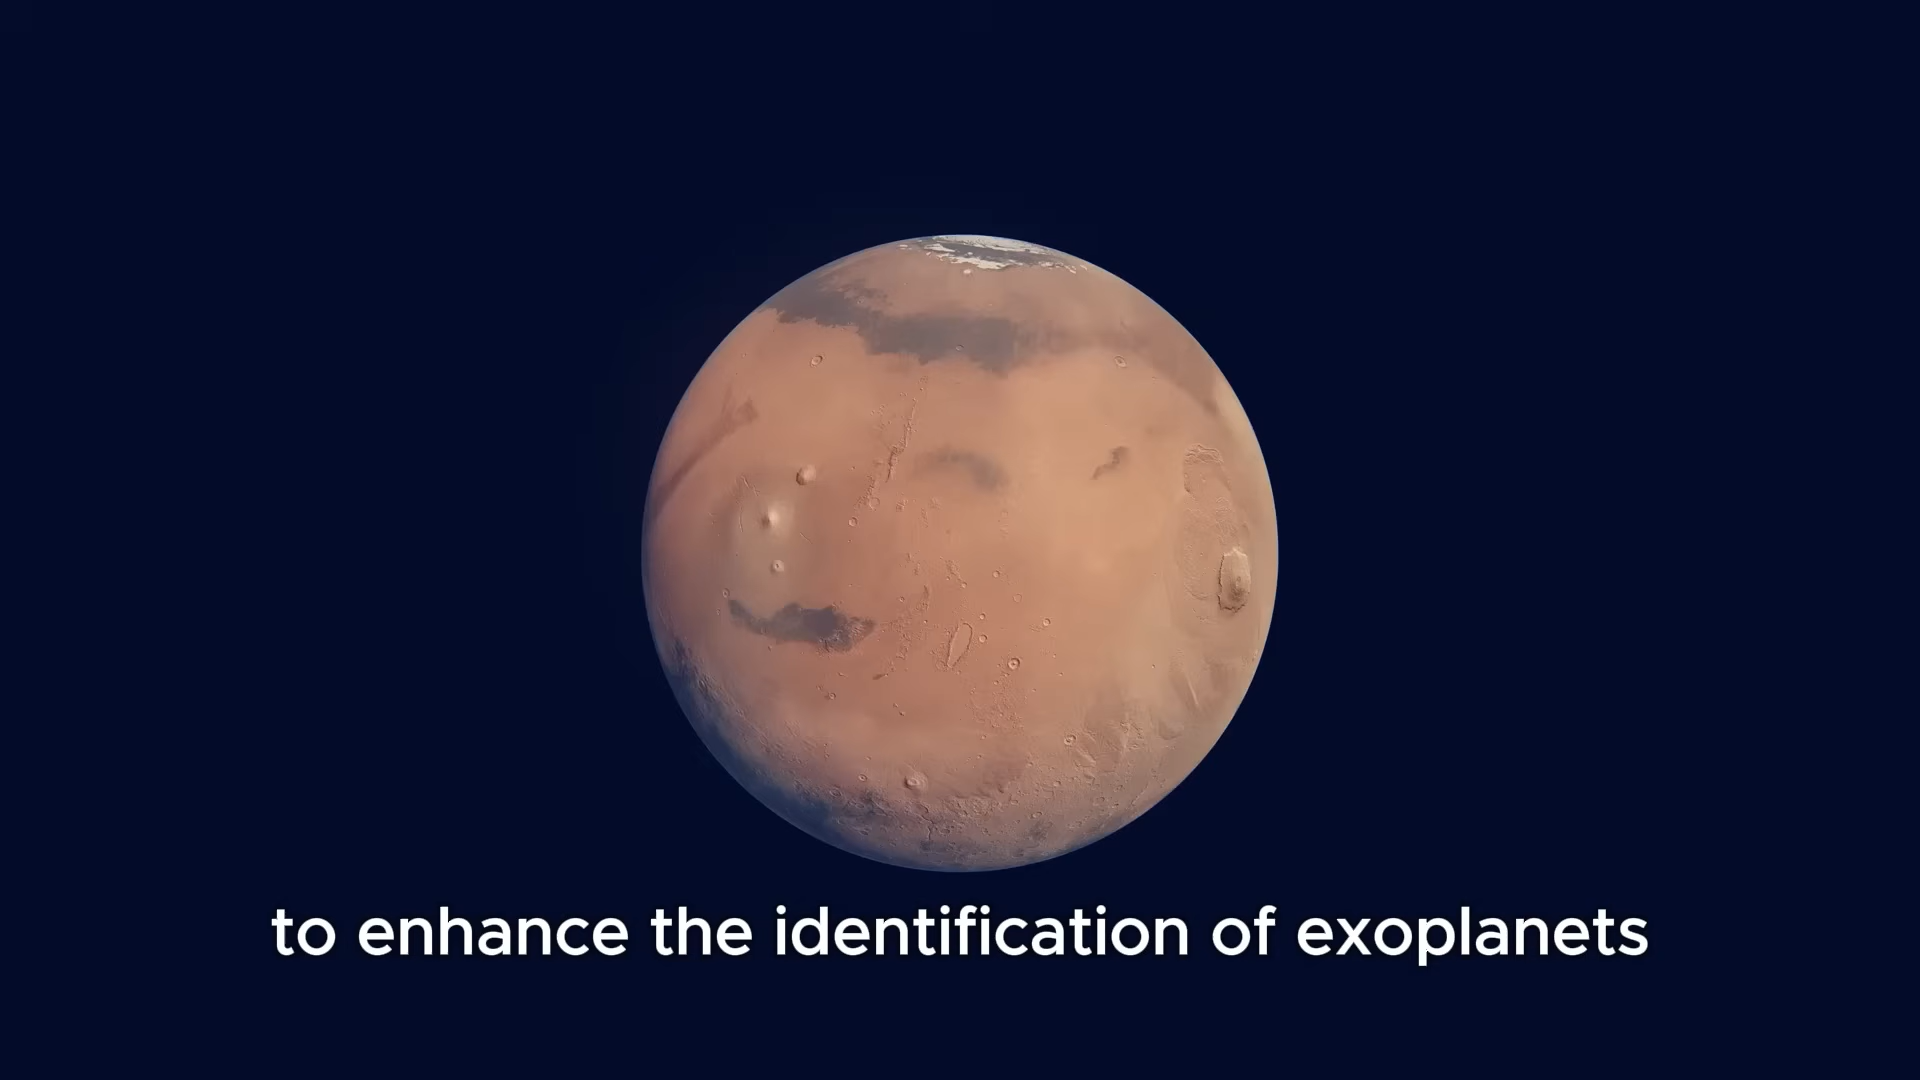 to enhance the identification of exoplanets